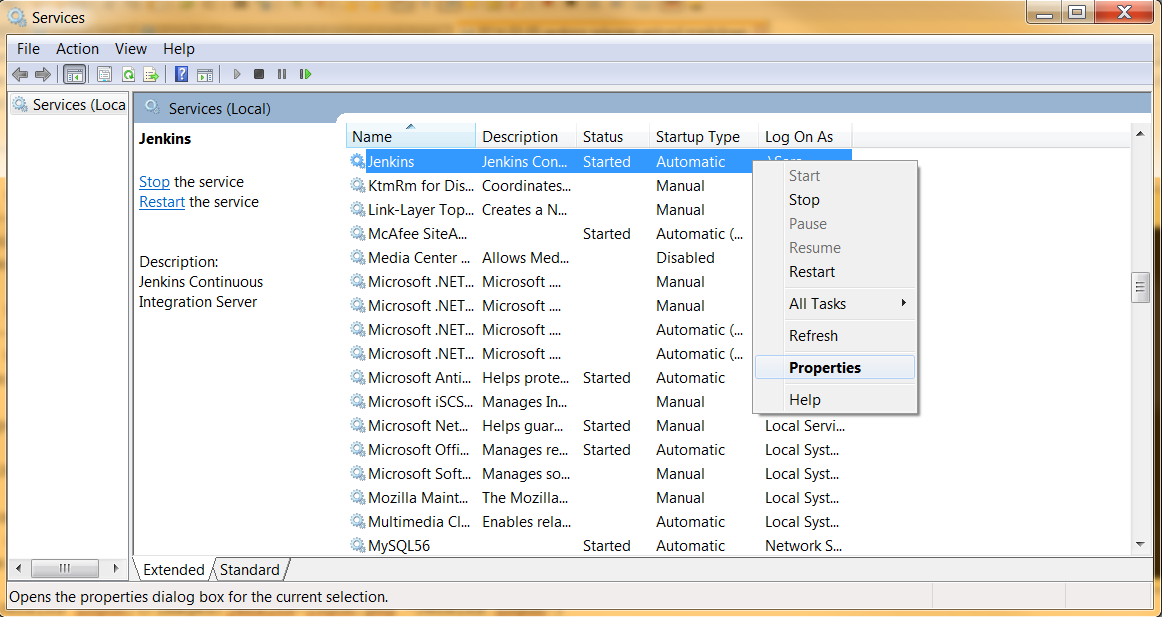 Services
File Action View Help
Services (Loca
Services (Local)
Jenkins
Stop the service
Restart the service
Description:
Jenkins Continuous
Integration Server
Name Description Status Startup Type Log On As
Jenkins Jenkins Con... Started Automatic
KtmRm for Dis... Coordinates... Manual
Link-Layer Top... Creates a N... Manual
McAfee SiteA... Started Automatic (...
Media Center ... Allows Med... Disabled
Microsoft .NET... Microsoft .... Manual
Microsoft .NET... Microsoft .... Manual
Microsoft .NET... Microsoft .... Automatic (...
Microsoft .NET... Microsoft .... Automatic (...
Microsoft Anti... Helps prote... Started Automatic
Microsoft iSCS... Manages In... Manual
Microsoft Net... Helps guar... Started Manual Local Servi...
Microsoft Offi... Manages re... Started Automatic Local Syst...
Microsoft Soft... Manages so... Manual Local Syst...
Mozilla Maint... The Mozilla... Manual Local Syst...
Multimedia Cl... Enables rela... Automatic Local Syst...
MySQL56 Started Automatic Network S...
Start
Stop
Pause
Resume
Restart
All Tasks
Refresh
Properties
Help
Extended Standard
Opens the properties dialog box for the current selection.